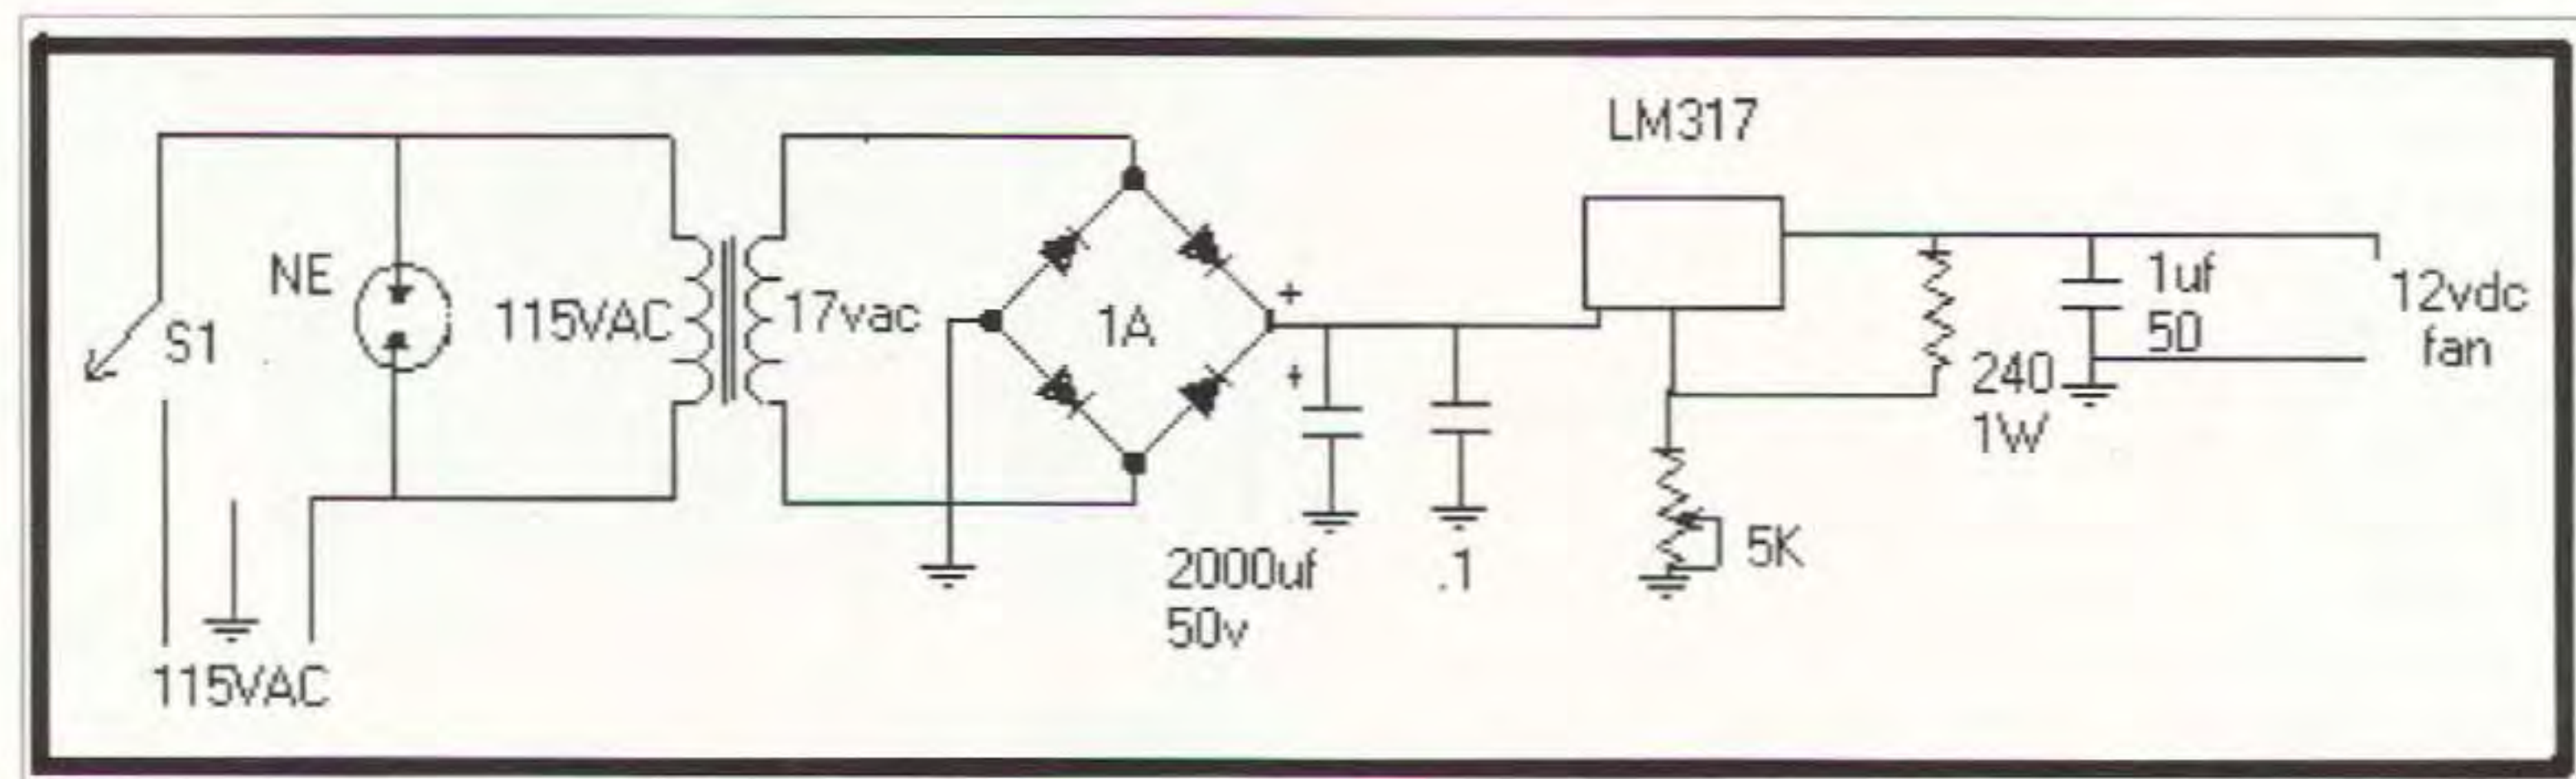 LM317
NE
S1
115VAC
17vac
1A
+
+
1uf
50
12vdc
fan
240
1W
2000uf
50v
.1
5K
115VAC